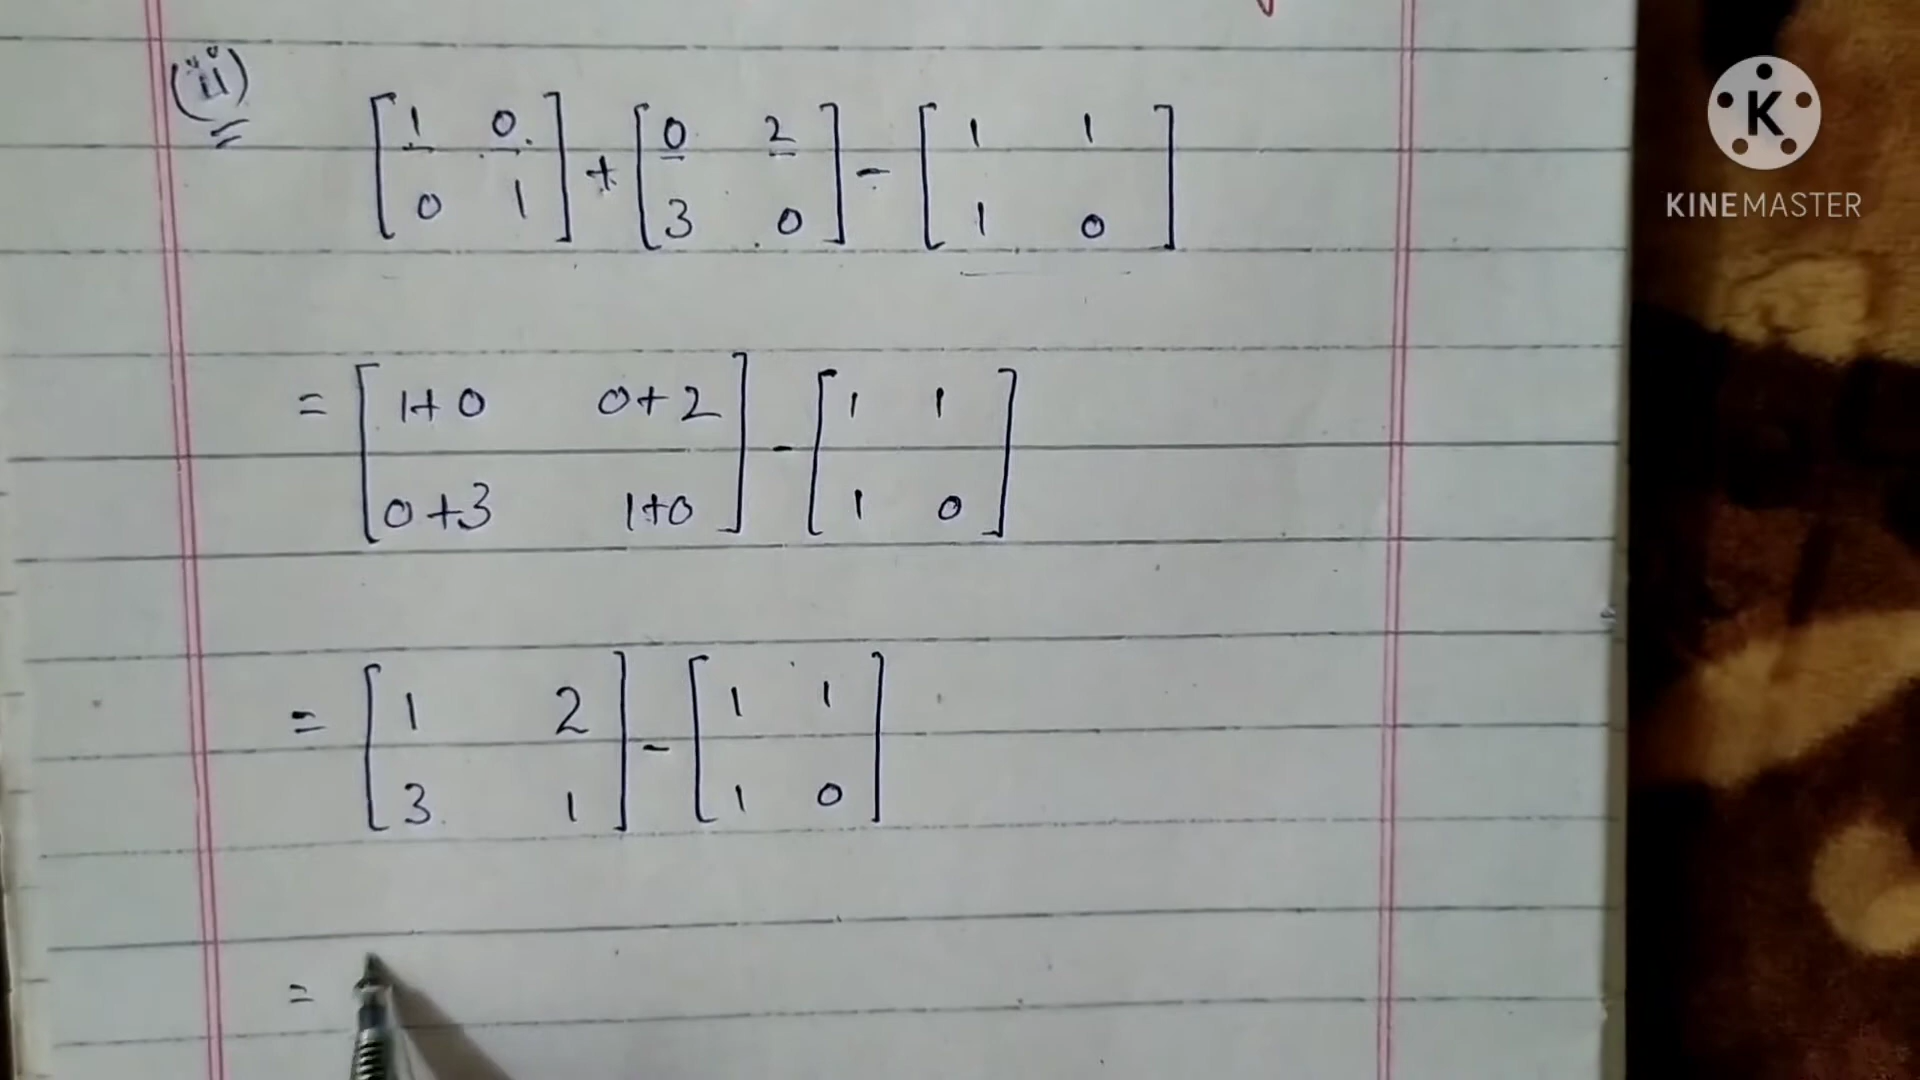 (ii)
[1 0; 0 1] + [0 2; 3 0] - [1 1; 1 0]
= [1+0 0+2; 0+3 1+0] - [1 1; 1 0]
= [1 2; 3 1] - [1 1; 1 0]
=
K
KINEMASTER